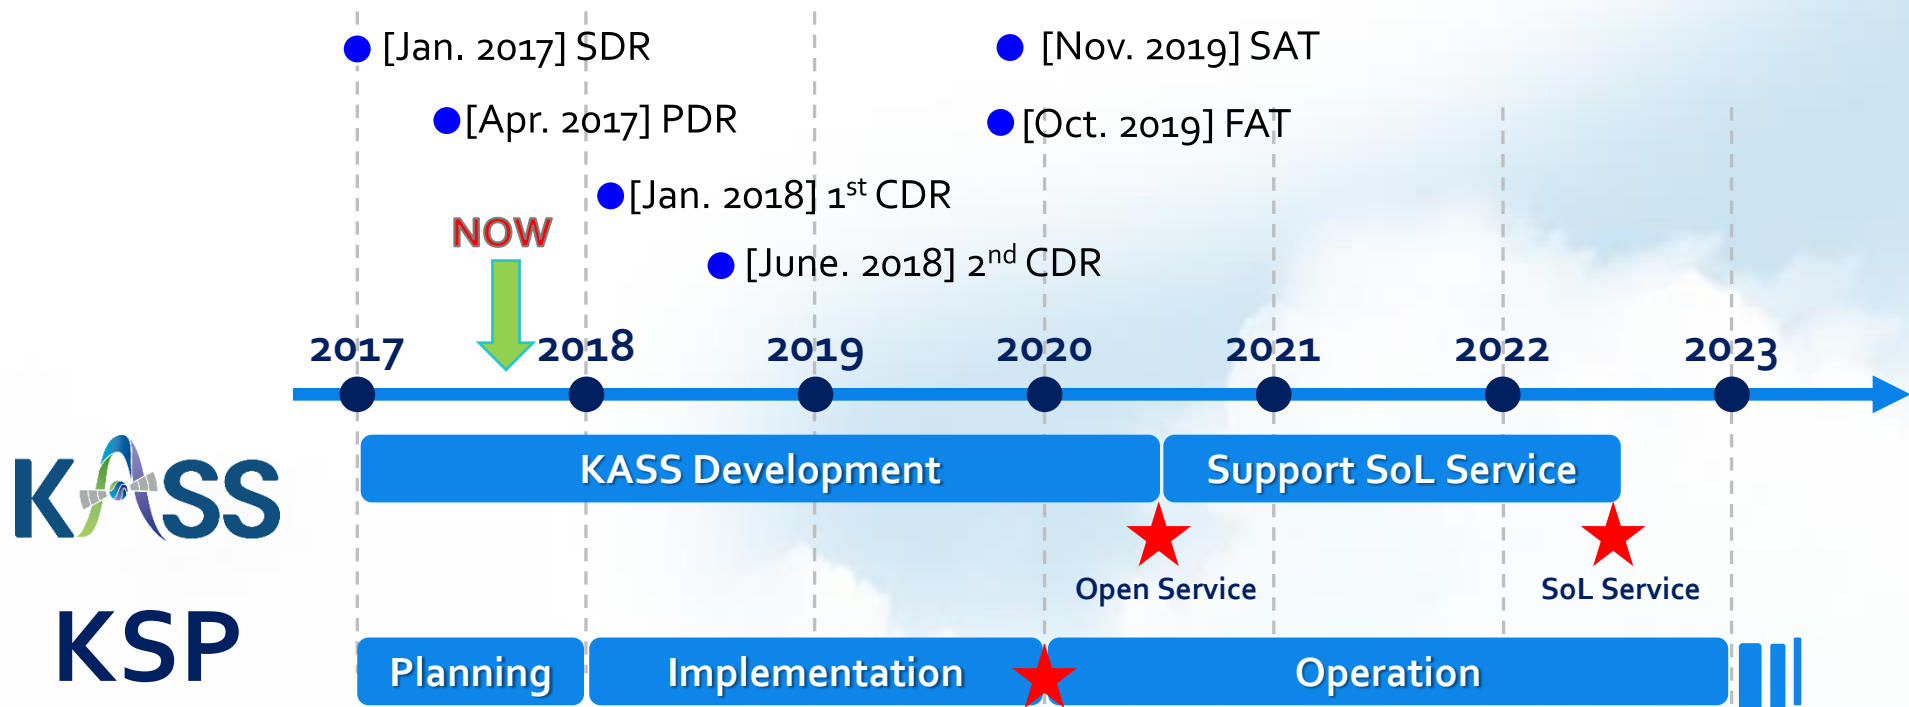 [Jan. 2017] SDR
[Nov. 2019] SAT
[Apr. 2017] PDR
[Oct. 2019] FAT
[Jan. 2018] 1st CDR
NOW
[June. 2018] 2nd CDR
2017 2018 2019 2020 2021 2022 2023
KASS
KASS Development
Support SoL Service
Open Service
SoL Service
KSP
Planning
Implementation
Operation